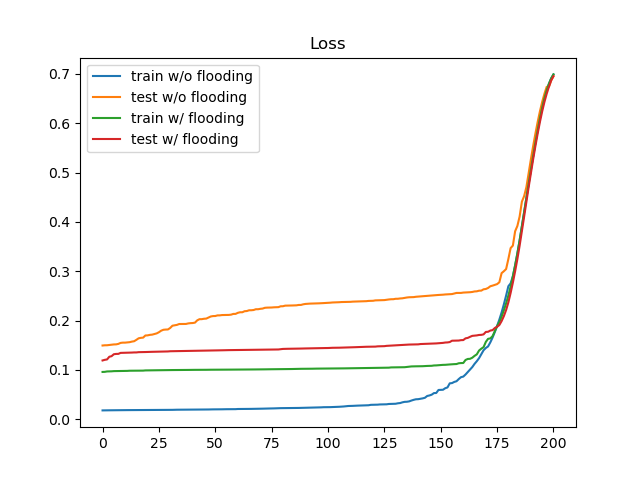 Loss
train w/o flooding
test w/o flooding
train w/ flooding
test w/ flooding
0.7
0.6
0.5
0.4
0.3
0.2
0.1
0.0
0 25 50 75 100 125 150 175 200